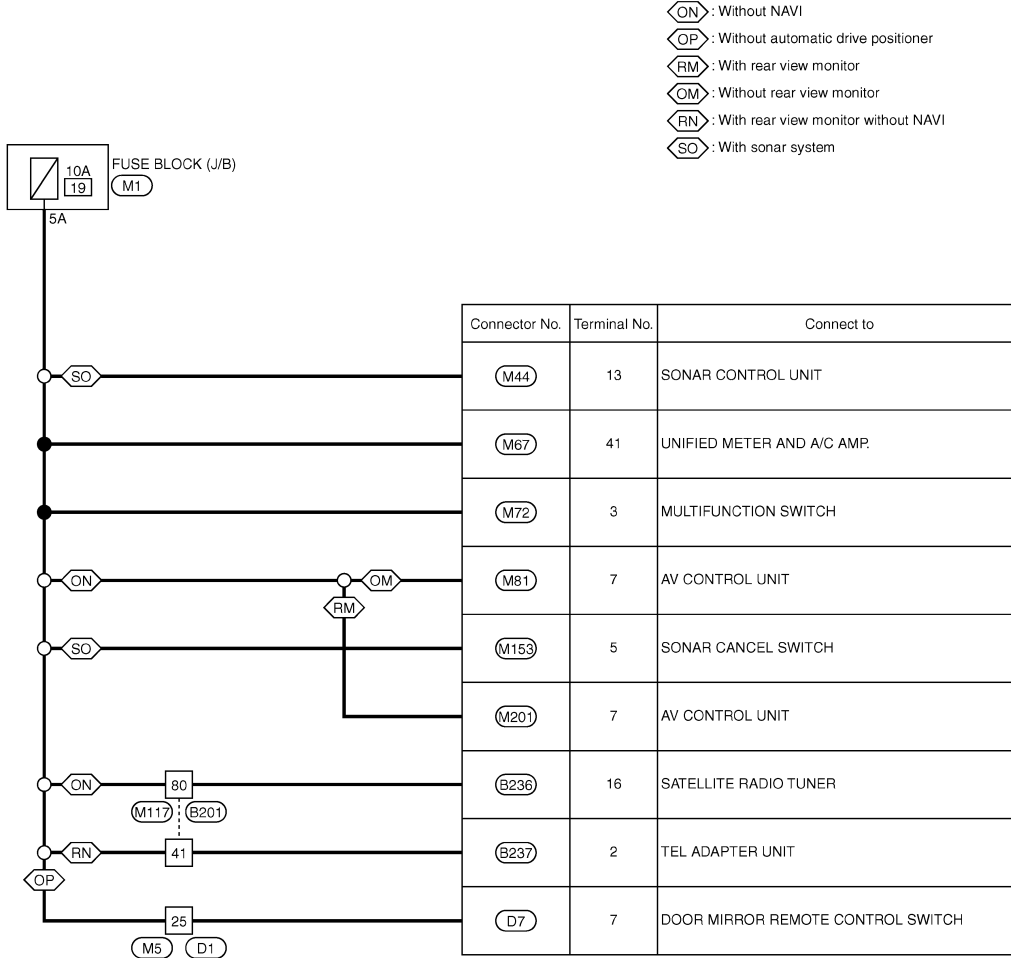 ON : Without NAVI
OP : Without automatic drive positioner
RM : With rear view monitor
OM : Without rear view monitor
RN : With rear view monitor without NAVI
SO : With sonar system
10A
19
FUSE BLOCK (J/B)
M1
5A
Connector No. Terminal No. Connect to
SO M44 13 SONAR CONTROL UNIT
M67 41 UNIFIED METER AND A/C AMP.
M72 3 MULTIFUNCTION SWITCH
ON OM M81 7 AV CONTROL UNIT
RM
SO M153 5 SONAR CANCEL SWITCH
M201 7 AV CONTROL UNIT
ON 80 B236 16 SATELLITE RADIO TUNER
M117 B201
RN 41 B237 2 TEL ADAPTER UNIT
OP
25 D7 7 DOOR MIRROR REMOTE CONTROL SWITCH
M5 D1